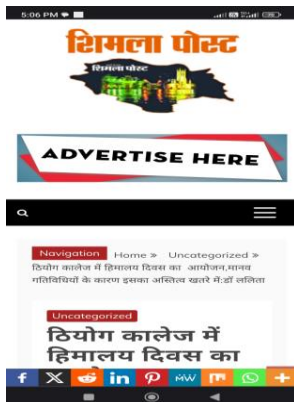 5:06 PM
शिमला पोस्ट
शिमला पोस्ट
ADVERTISE HERE
Navigation Home » Uncategorized »
ठियोग कालेज में हिमालय दिवस का आयोजन,मानव
गतिविधियों के कारण इसका अस्तित्व खतरे में:डॉ ललिता
Uncategorized
ठियोग कालेज में
हिमालय दिवस का